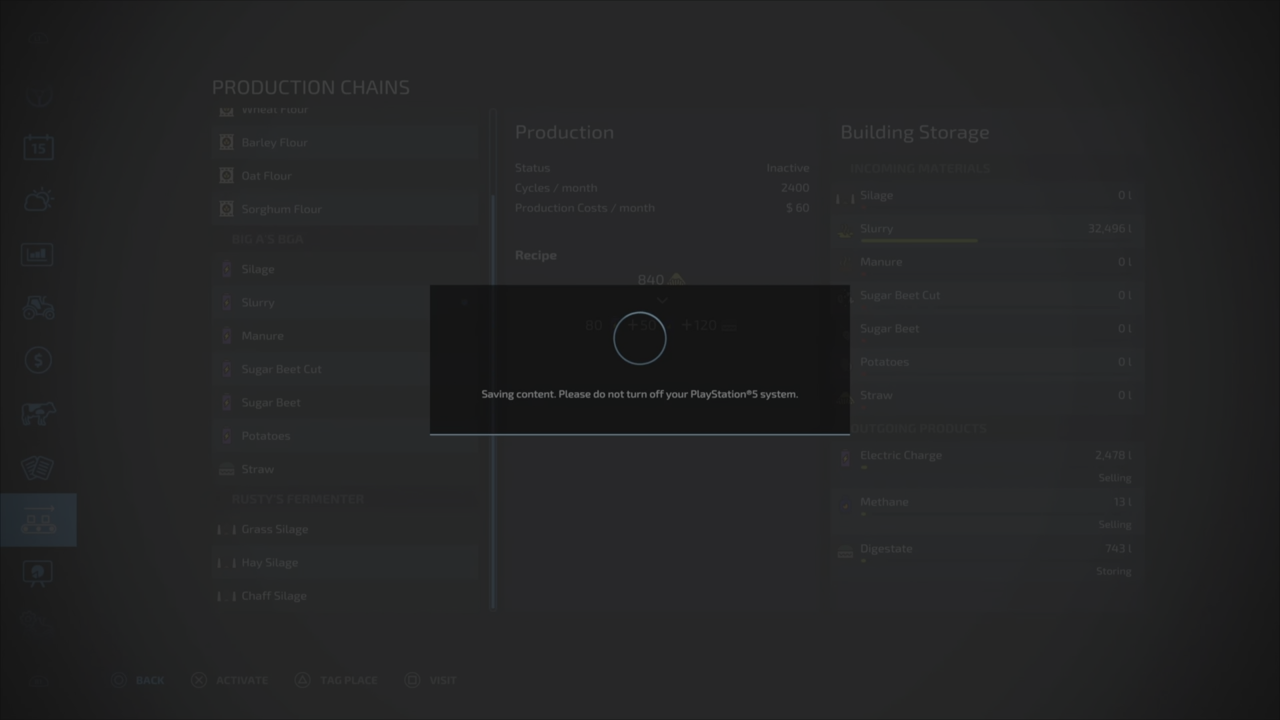 PRODUCTION CHAINS
Wheat Flour
Barley Flour
Oat Flour
Sorghum Flour
BIG A'S BGA
Silage
Slurry
Manure
Sugar Beet Cut
Sugar Beet
Potatoes
Straw
RUSTY'S FERMENTER
Grass Silage
Hay Silage
Chaff Silage
15
Production
Status Inactive
Cycles / month 2400
Production Costs / month $ 60
Recipe
840
80 +50 +120
Saving content. Please do not turn off your PlayStation®5 system.
Building Storage
INCOMING MATERIALS
Silage 0 l
Slurry 32,496 l
Manure 0 l
Sugar Beet Cut 0 l
Sugar Beet 0 l
Potatoes 0 l
Straw 0 l
OUTGOING PRODUCTS
Electric Charge 2,478 l
Selling
Methane 13 l
Selling
Digestate 743 l
Storing
BACK ACTIVATE TAG PLACE VISIT